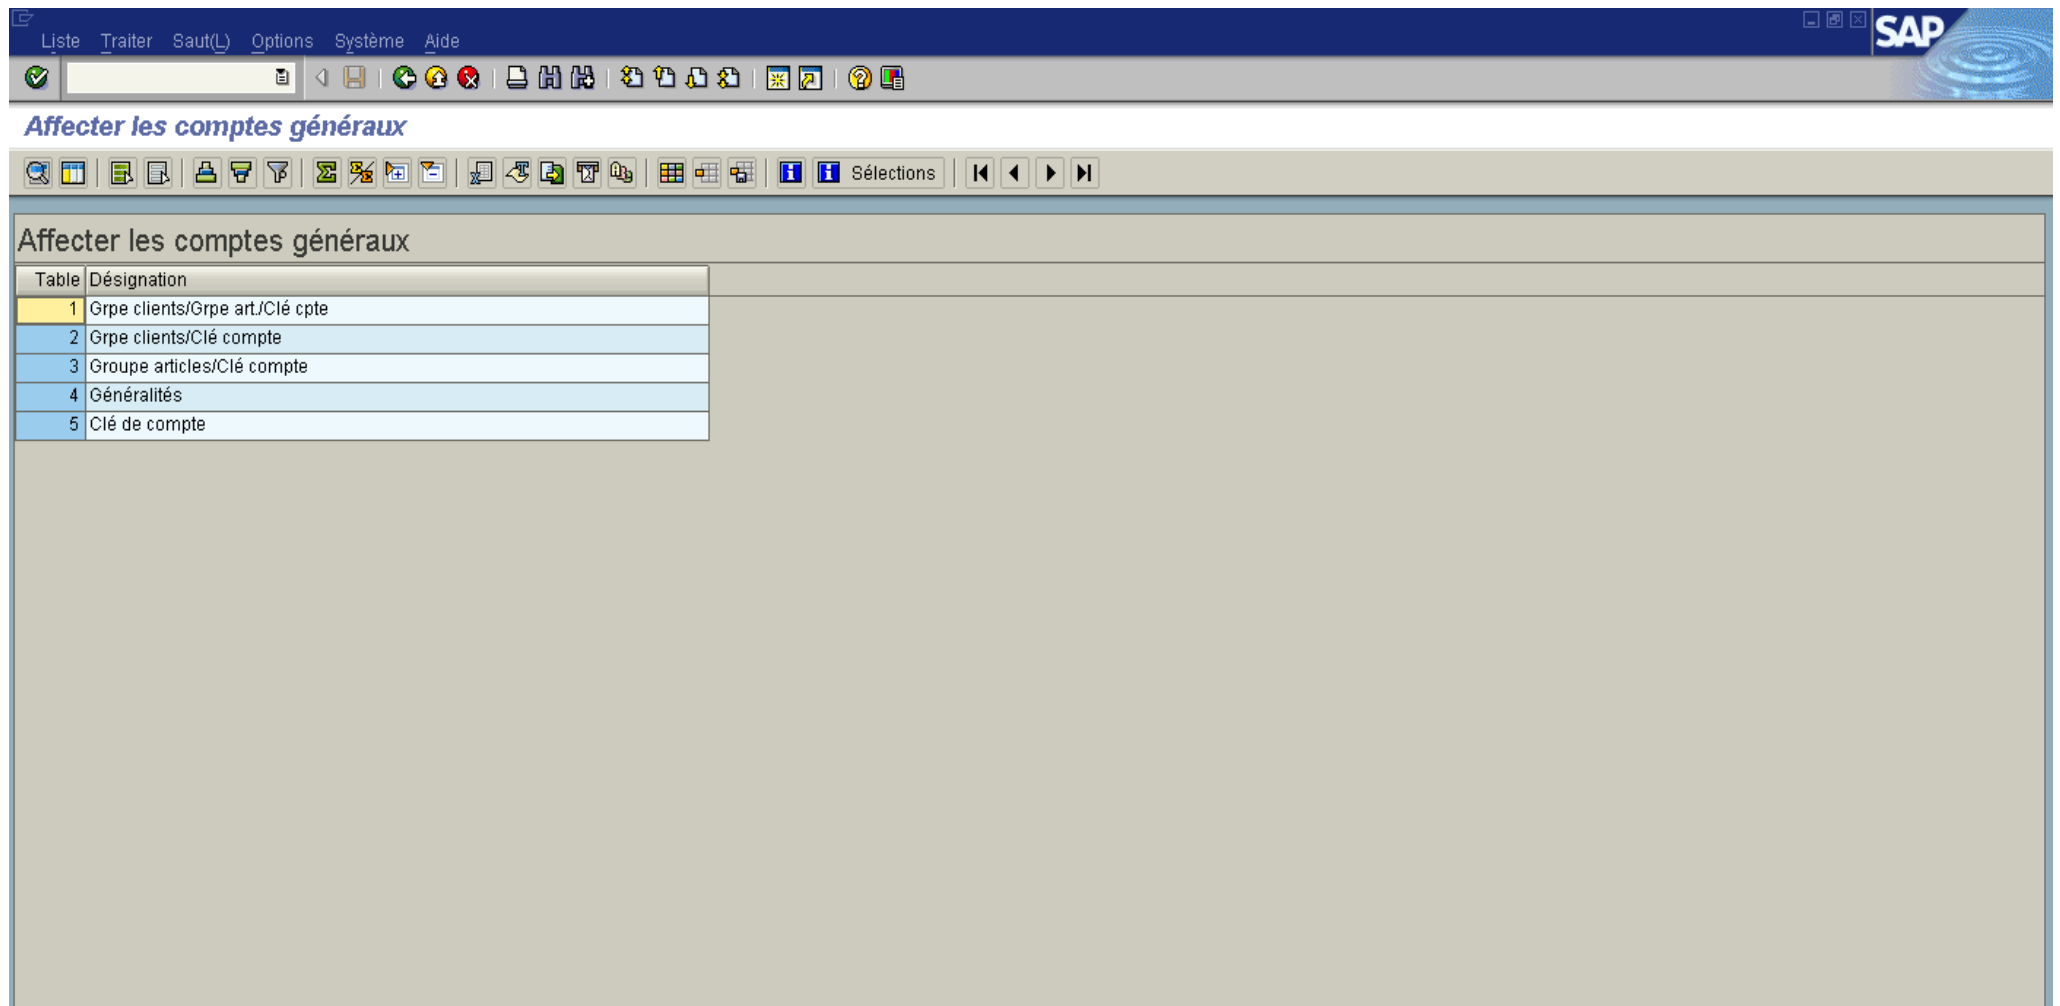 Liste Traiter Saut(L) Options Système Aide
SAP
Affecter les comptes généraux
Sélections
Affecter les comptes généraux
Table Désignation
1 Grpe clients/Grpe art./Clé cpte
2 Grpe clients/Clé compte
3 Groupe articles/Clé compte
4 Généralités
5 Clé de compte